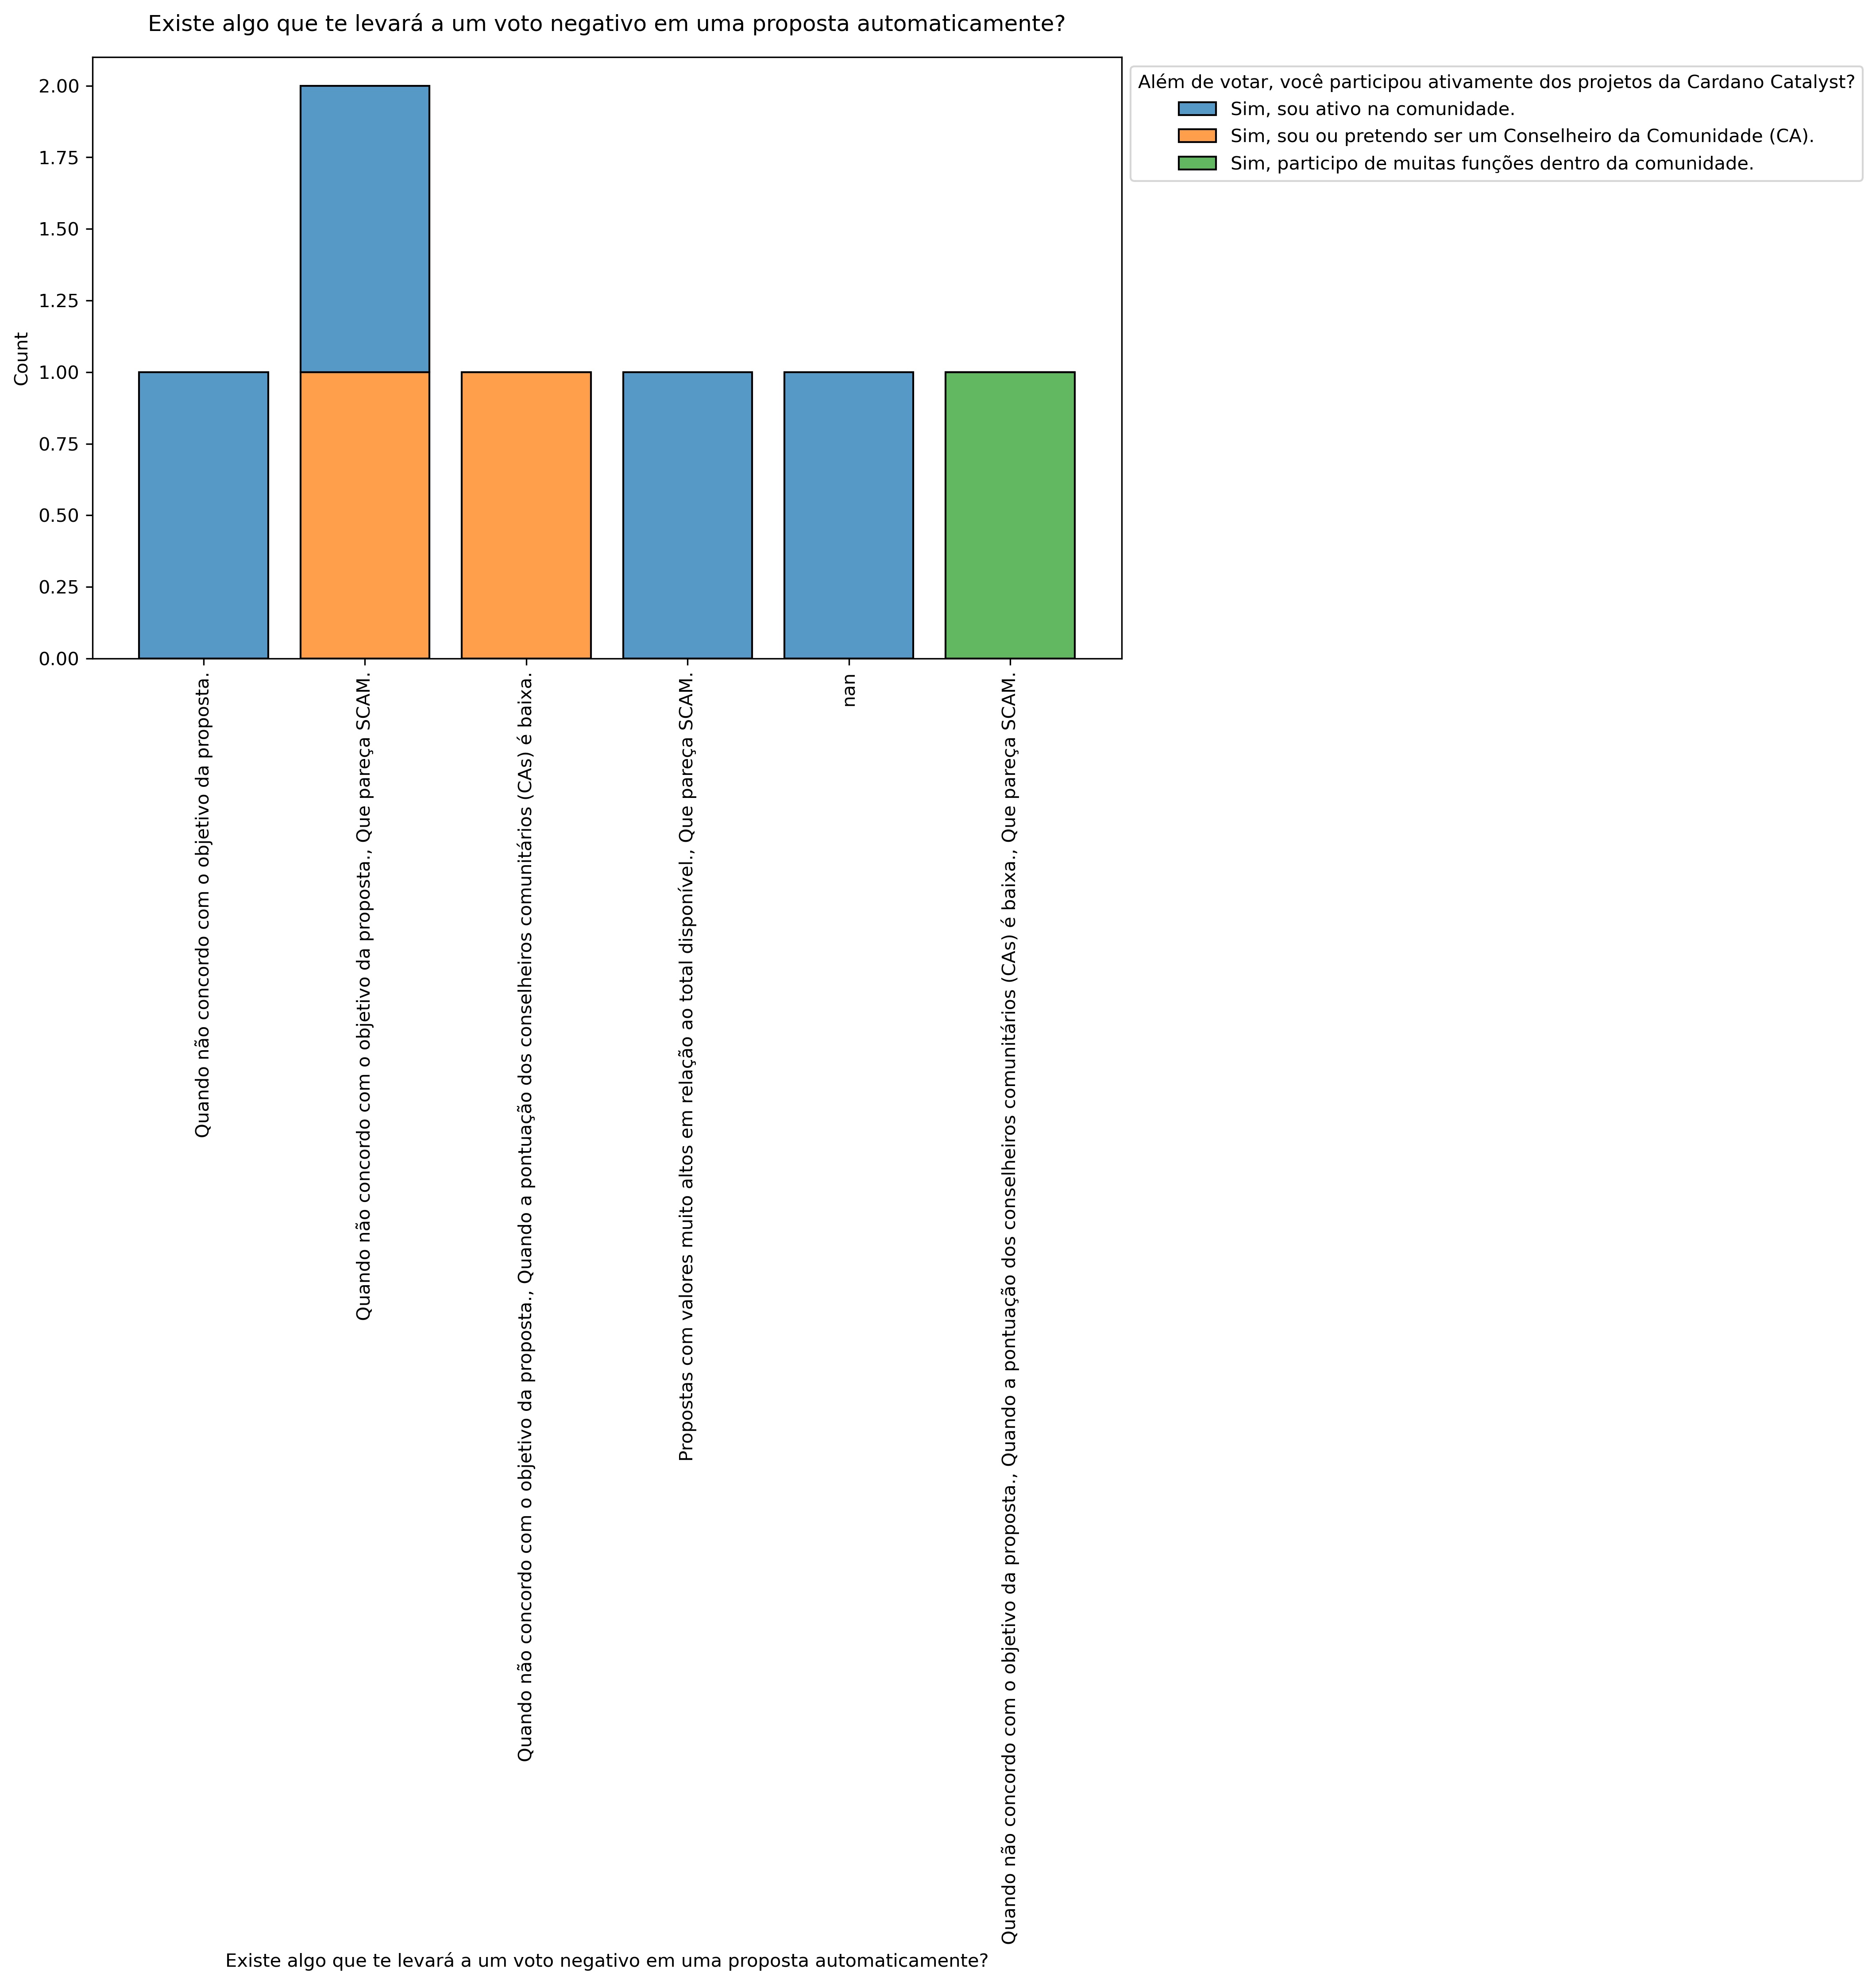 Existe algo que te levará a um voto negativo em uma proposta automaticamente?
Além de votar, você participou ativamente dos projetos da Cardano Catalyst?
Sim, sou ativo na comunidade.
Sim, sou ou pretendo ser um Conselheiro da Comunidade (CA).
Sim, participo de muitas funções dentro da comunidade.
Count
2.00
1.75
1.50
1.25
1.00
0.75
0.50
0.25
0.00
Quando não concordo com o objetivo da proposta.
Quando não concordo com o objetivo da proposta., Que pareça SCAM.
Quando não concordo com o objetivo da proposta., Quando a pontuação dos conselheiros comunitários (CAs) é baixa.
Propostas com valores muito altos em relação ao total disponível., Que pareça SCAM.
nan
Quando não concordo com o objetivo da proposta., Quando a pontuação dos conselheiros comunitários (CAs) é baixa., Que pareça SCAM.
Existe algo que te levará a um voto negativo em uma proposta automaticamente?